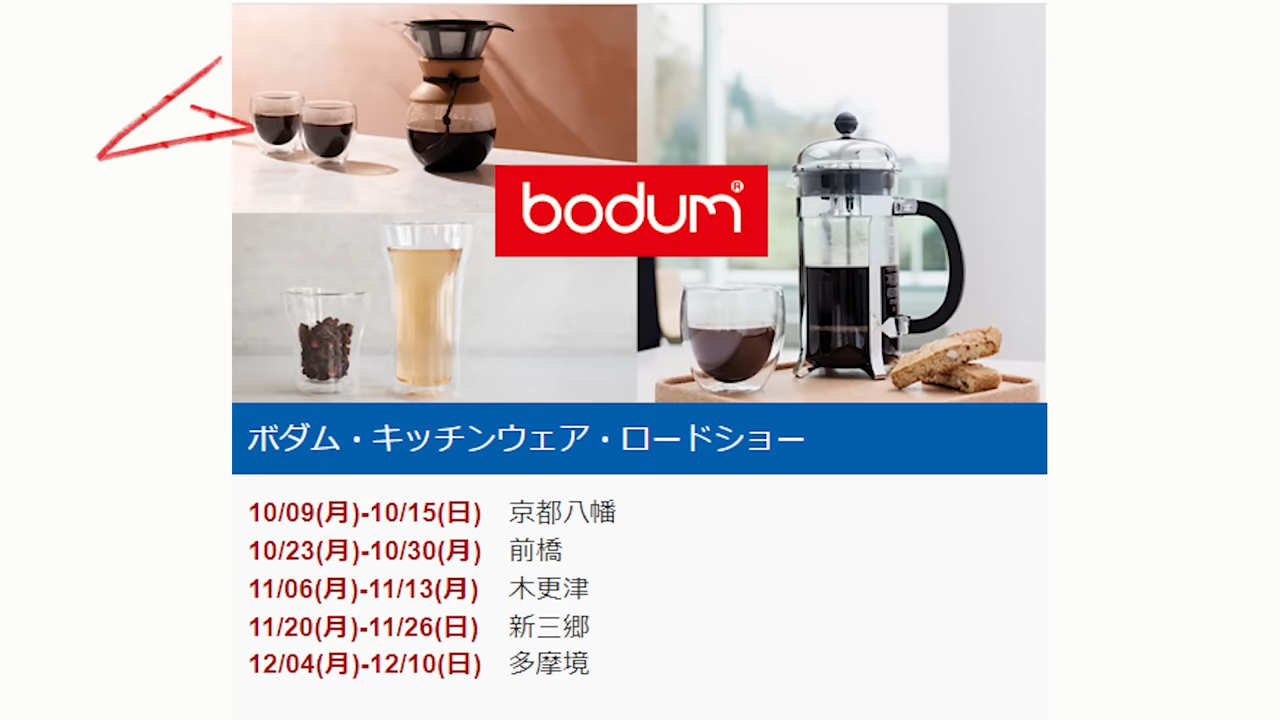 bodum®
ボダム・キッチンウェア・ロードショー
10/09(月)-10/15(日) 京都八幡
10/23(月)-10/30(月) 前橋
11/06(月)-11/13(月) 木更津
11/20(月)-11/26(日) 新三郷
12/04(月)-12/10(日) 多摩境